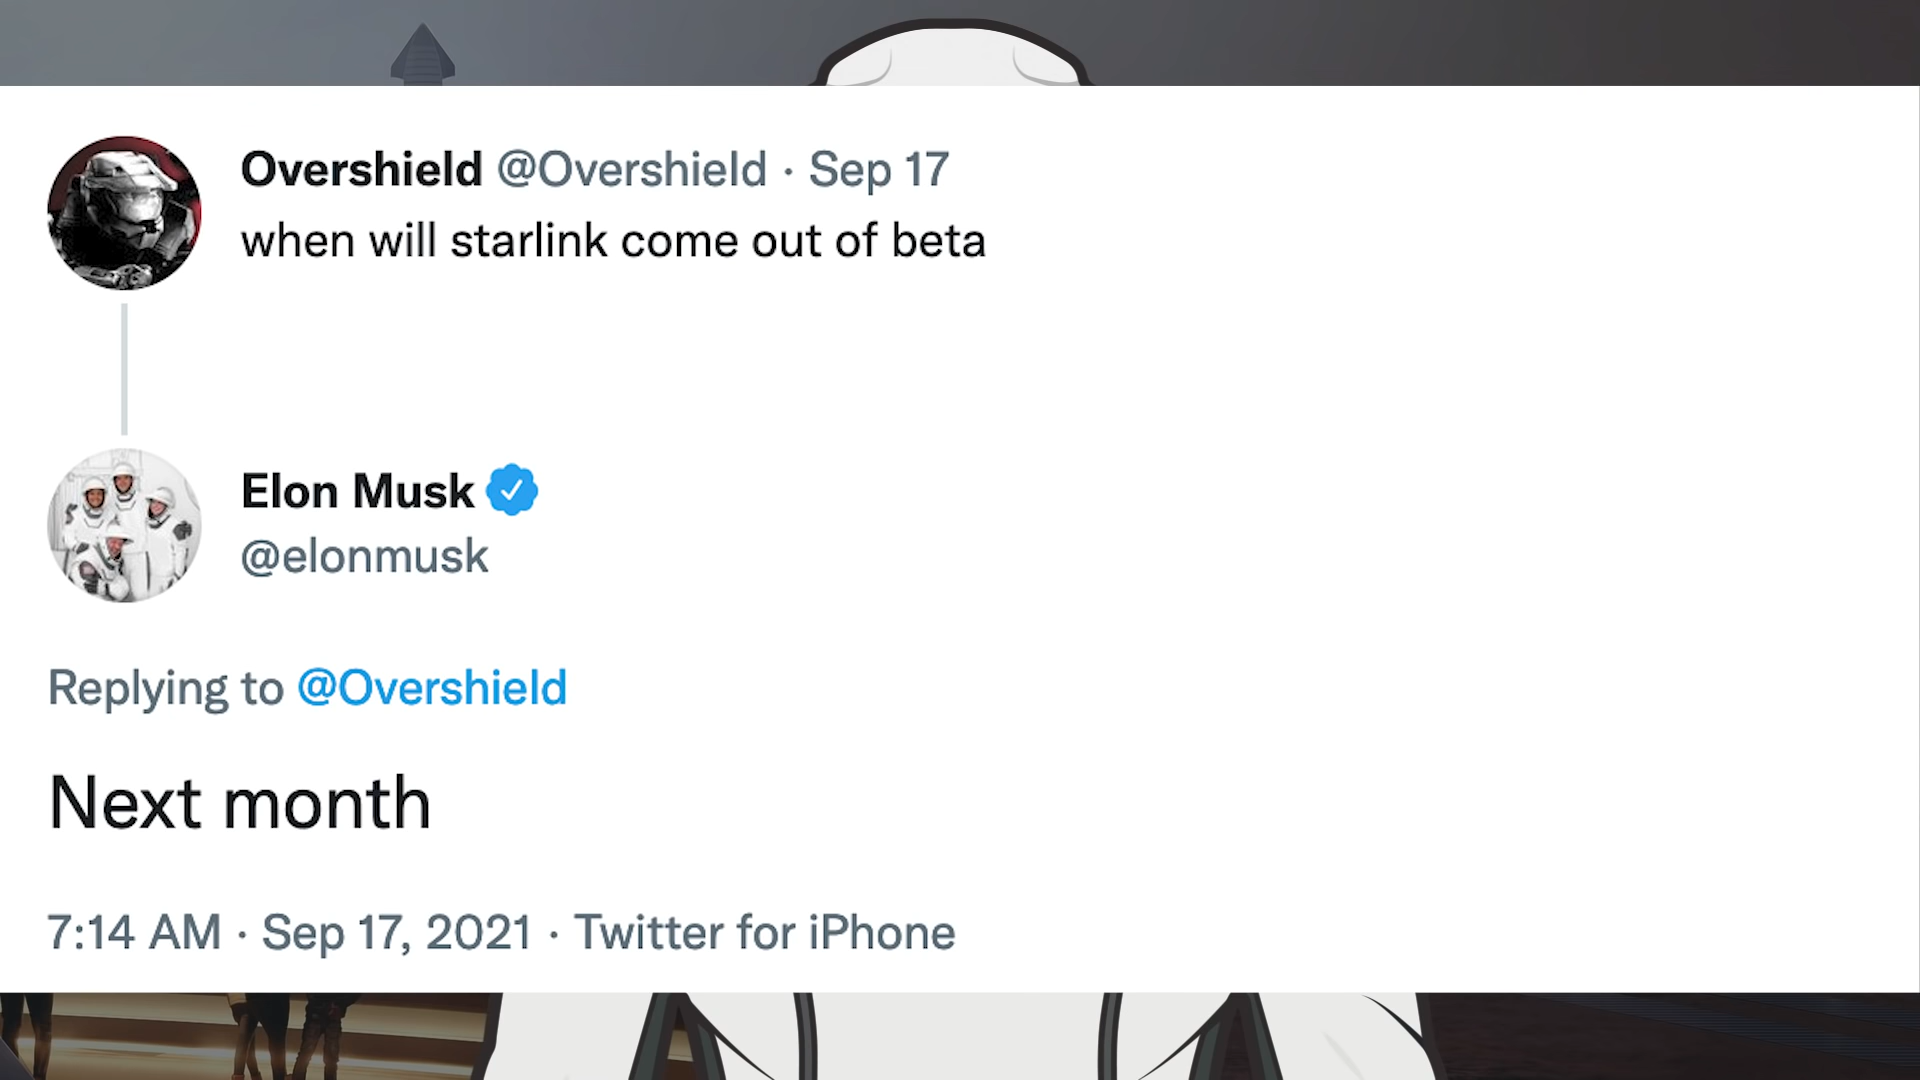 Overshield @Overshield · Sep 17
when will starlink come out of beta
Elon Musk
@elonmusk
Replying to @Overshield
Next month
7:14 AM · Sep 17, 2021 · Twitter for iPhone